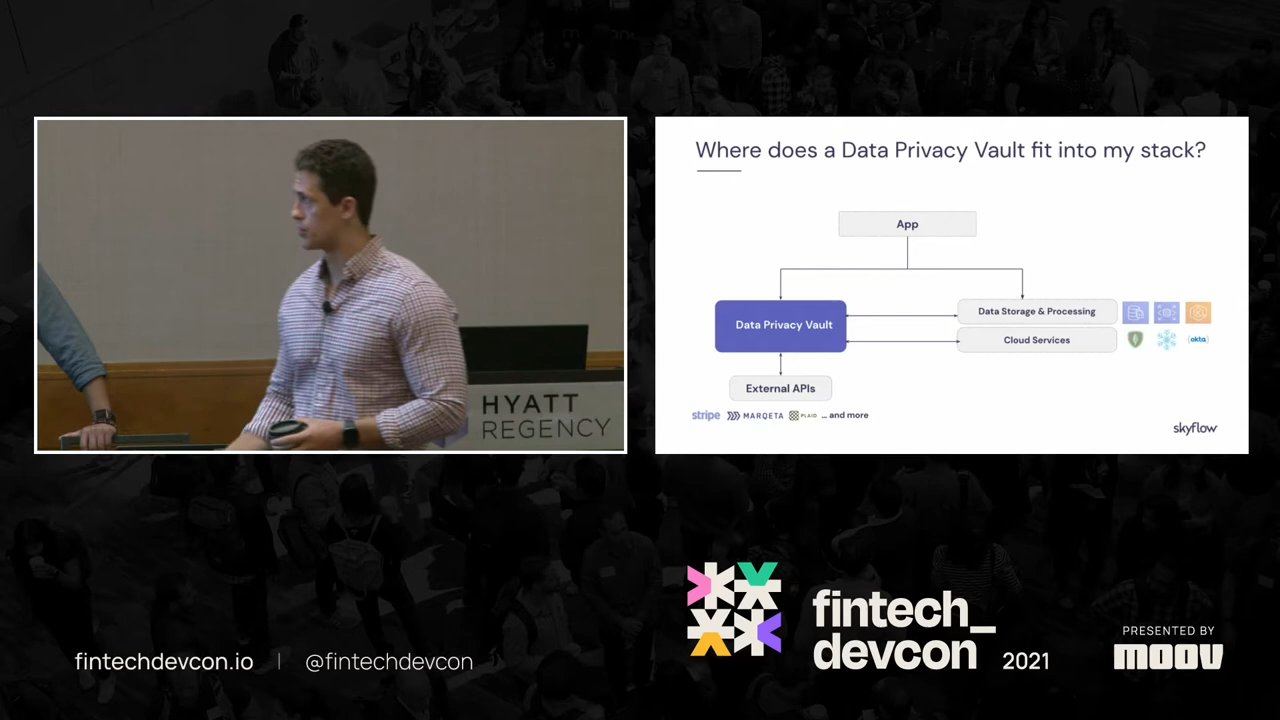 HYATT
REGENCY
Where does a Data Privacy Vault fit into my stack?
App
Data Privacy Vault
Data Storage & Processing
Cloud Services
okta
External APIs
stripe
MARQETA
PLAID
... and more
skyflow
fintechdevcon.io | @fintechdevcon
fintech_
devcon 2021
PRESENTED BY
moov